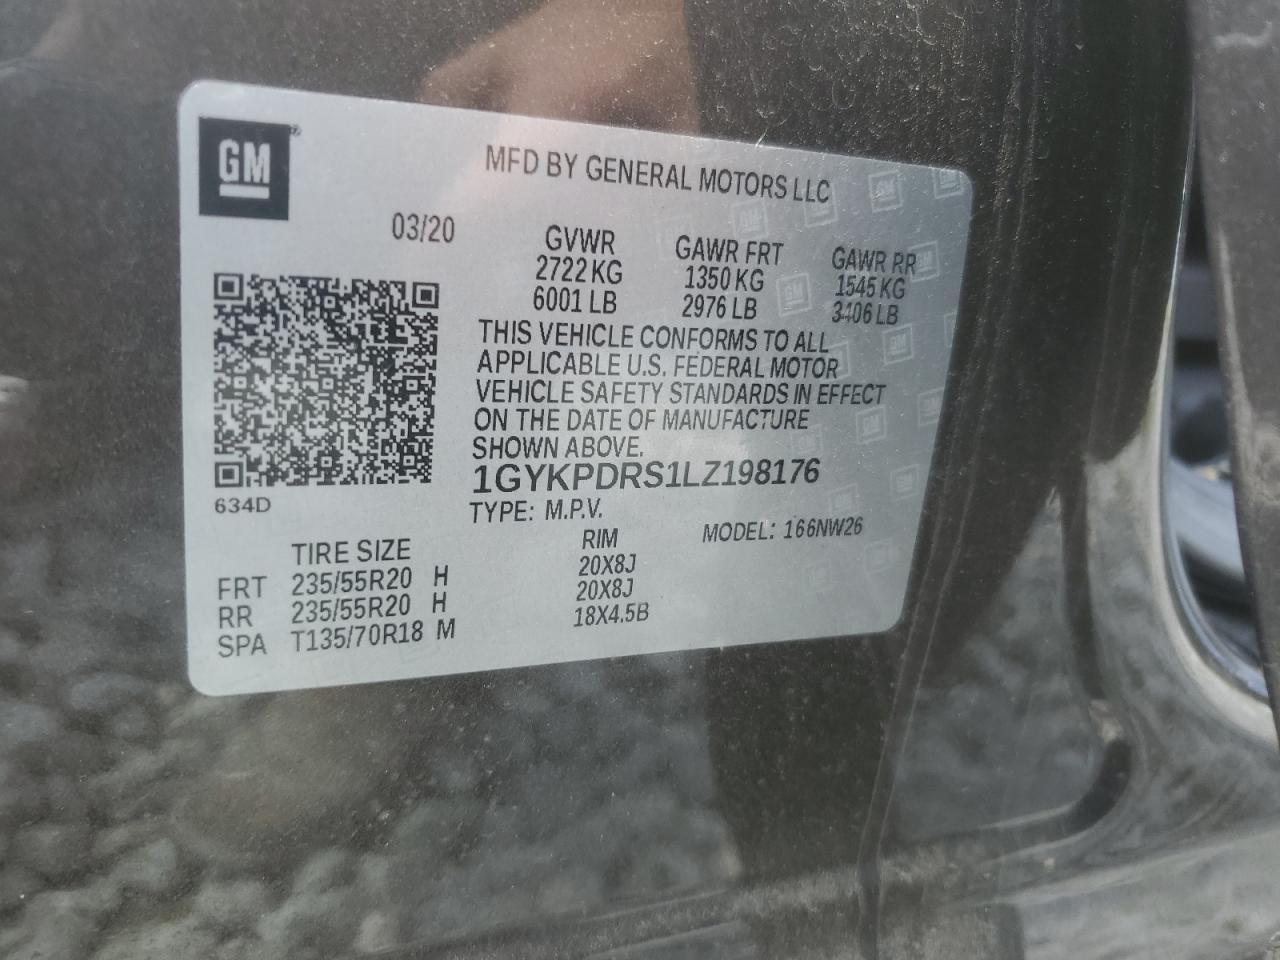 GM
MFD BY GENERAL MOTORS LLC
03/20
GVWR GAWR FRT GAWR RR
2722 KG 1350 KG 1545 KG
6001 LB 2976 LB 3406 LB
THIS VEHICLE CONFORMS TO ALL
APPLICABLE U.S. FEDERAL MOTOR
VEHICLE SAFETY STANDARDS IN EFFECT
ON THE DATE OF MANUFACTURE
SHOWN ABOVE.
1GYKPDRS1LZ198176
634D
TYPE: M.P.V. MODEL: 166NW26
TIRE SIZE RIM
FRT 235/55R20 H 20X8J
RR 235/55R20 H 20X8J
SPA T135/70R18 M 18X4.5B